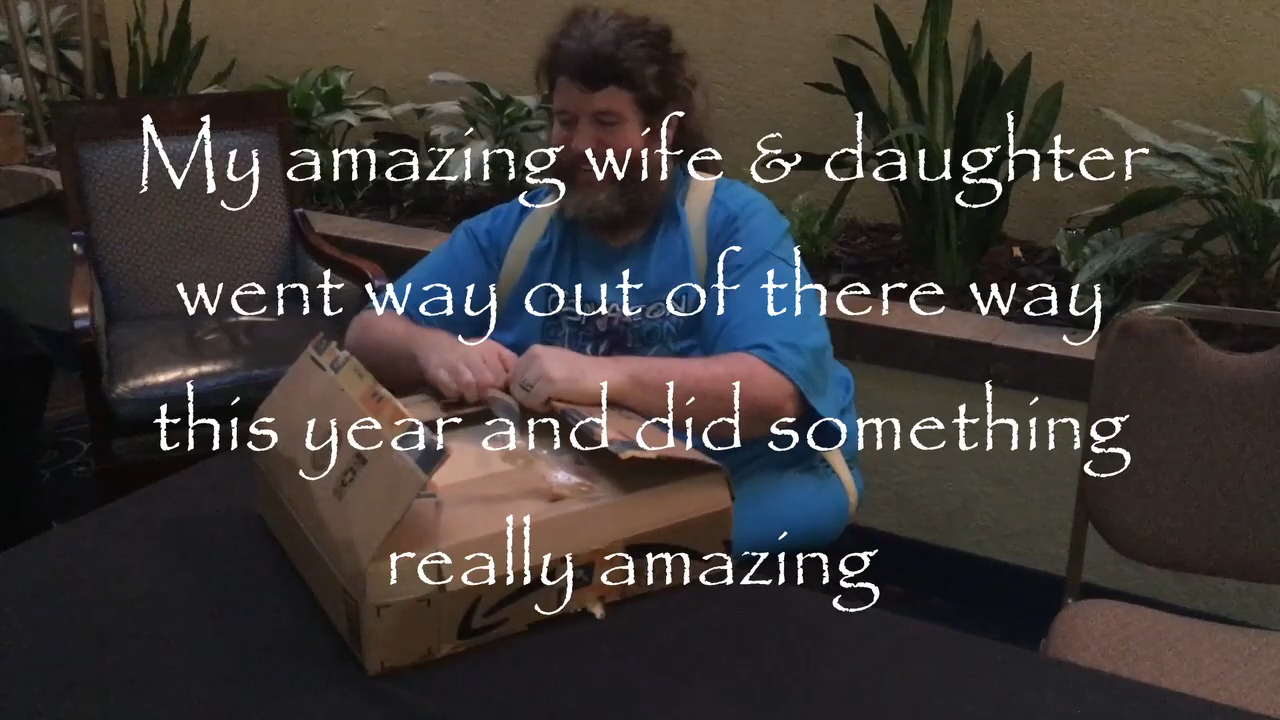 My amazing wife & daughter
went way out of there way
this year and did something
really amazing